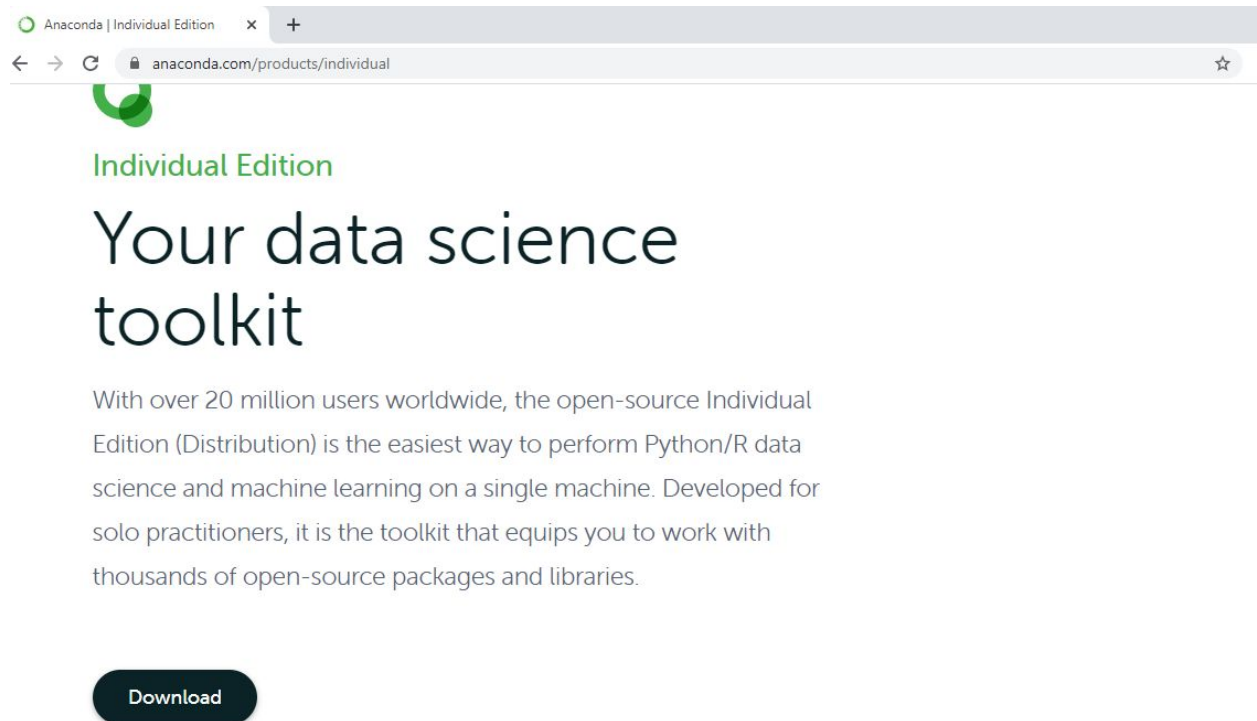 Anaconda | Individual Edition
anaconda.com/products/individual
Individual Edition
Your data science
toolkit
With over 20 million users worldwide, the open-source Individual
Edition (Distribution) is the easiest way to perform Python/R data
science and machine learning on a single machine. Developed for
solo practitioners, it is the toolkit that equips you to work with
thousands of open-source packages and libraries.
Download